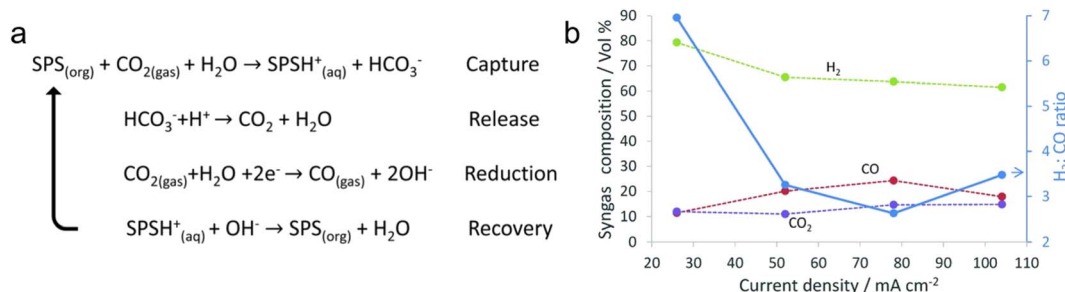 a
SPS(org) + CO2(gas) + H2O → SPSH+(aq) + HCO3- Capture
HCO3-+H+ → CO2 + H2O Release
CO2(gas)+H2O +2e-→ CO(gas) + 2OH- Reduction
SPSH+(aq) + OH- → SPS(org) + H2O Recovery
b
Syngas composition / Vol %
90
80
70
60
50
40
30
20
10
0
H2
CO
CO2
7
6
5
4
3
2
H2: CO ratio
20 30 40 50 60 70 80 90 100 110
Current density / mA cm-2